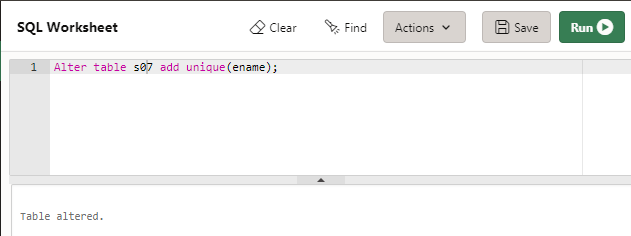 SQL Worksheet
Clear Find Actions Save Run
1 Alter table s07 add unique(ename);
Table altered.